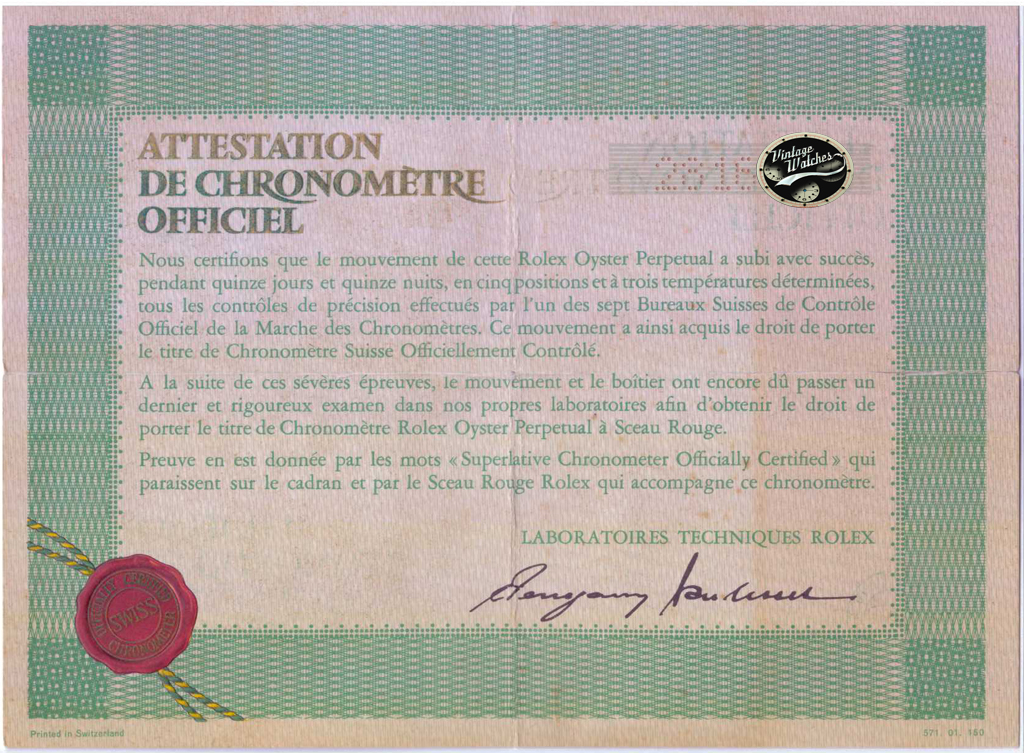 ATTESTATION
DE CHRONOMÈTRE
OFFICIEL
Vintage
Watches
Nous certifions que le mouvement de cette Rolex Oyster Perpetual a subi avec succès,
pendant quinze jours et quinze nuits, en cinq positions et à trois températures déterminées,
tous les contrôles de précision effectués par l'un des sept Bureaux Suisses de Contrôle
Officiel de la Marche des Chronomètres. Ce mouvement a ainsi acquis le droit de porter
le titre de Chronomètre Suisse Officiellement Contrôlé.
A la suite de ces sévères épreuves, le mouvement et le boîtier ont encore dû passer un
dernier et rigoureux examen dans nos propres laboratoires afin d'obtenir le droit de
porter le titre de Chronomètre Rolex Oyster Perpetual à Sceau Rouge.
Preuve en est donnée par les mots «Superlative Chronometer Officially Certified» qui
paraissent sur le cadran et par le Sceau Rouge Rolex qui accompagne ce chronomètre.
LABORATOIRES TECHNIQUES ROLEX
OFFICIALLY CERTIFIED
SWISS
CHRONOMETER
Printed in Switzerland
571. 01. 150